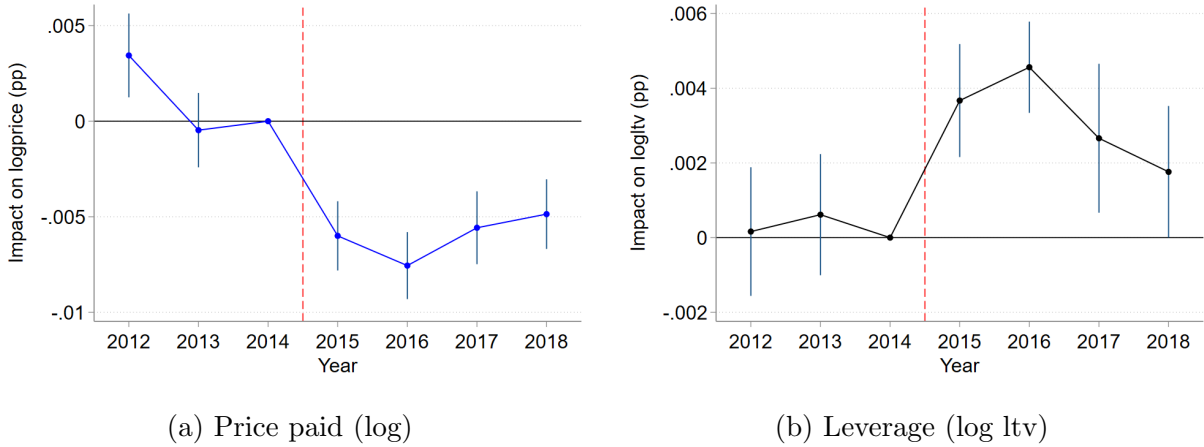 Impact on logprice (pp)
.005
0
-.005
-.01
2012 2013 2014 2015 2016 2017 2018
Year
(a) Price paid (log)
Impact on logltv (pp)
.006
.004
.002
0
-.002
2012 2013 2014 2015 2016 2017 2018
Year
(b) Leverage (log ltv)